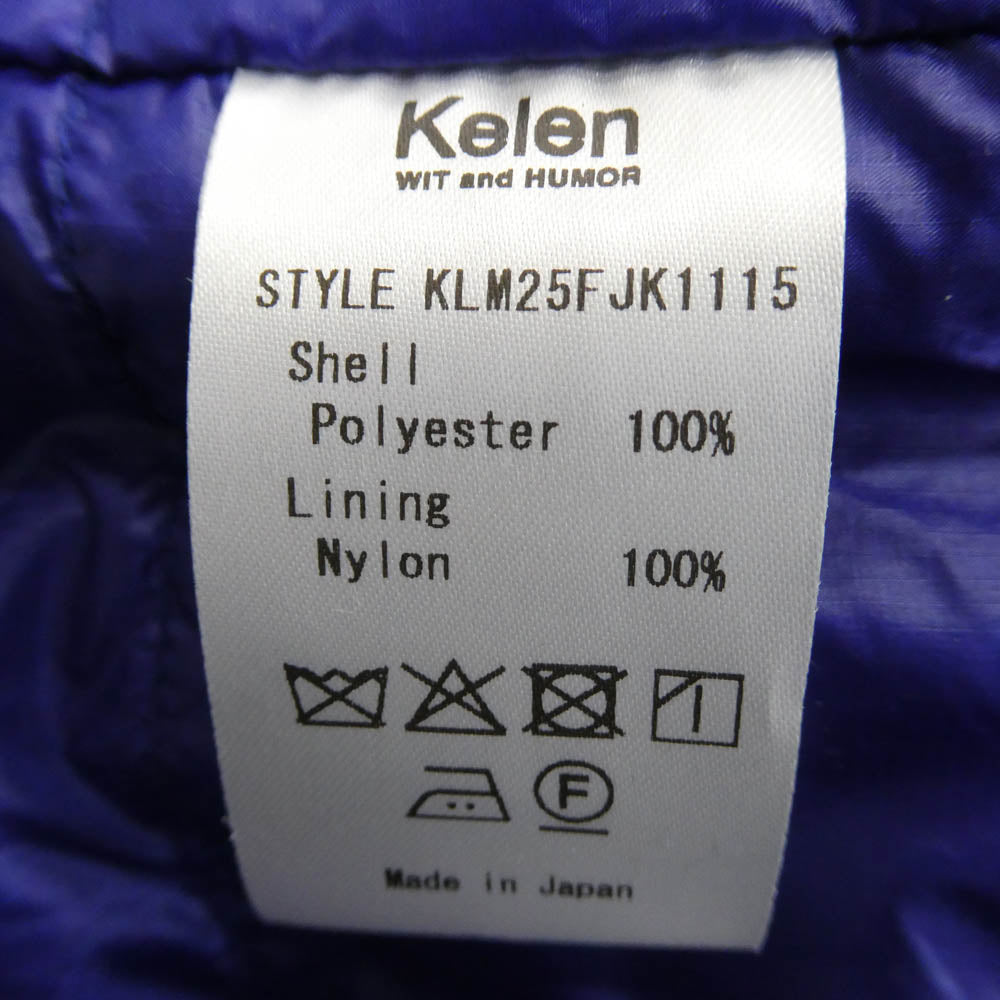 Kelen
WIT and HUMOR
STYLE KLM25FJK1115
Shell
Polyester 100%
Lining
Nylon 100%
F
Made in Japan